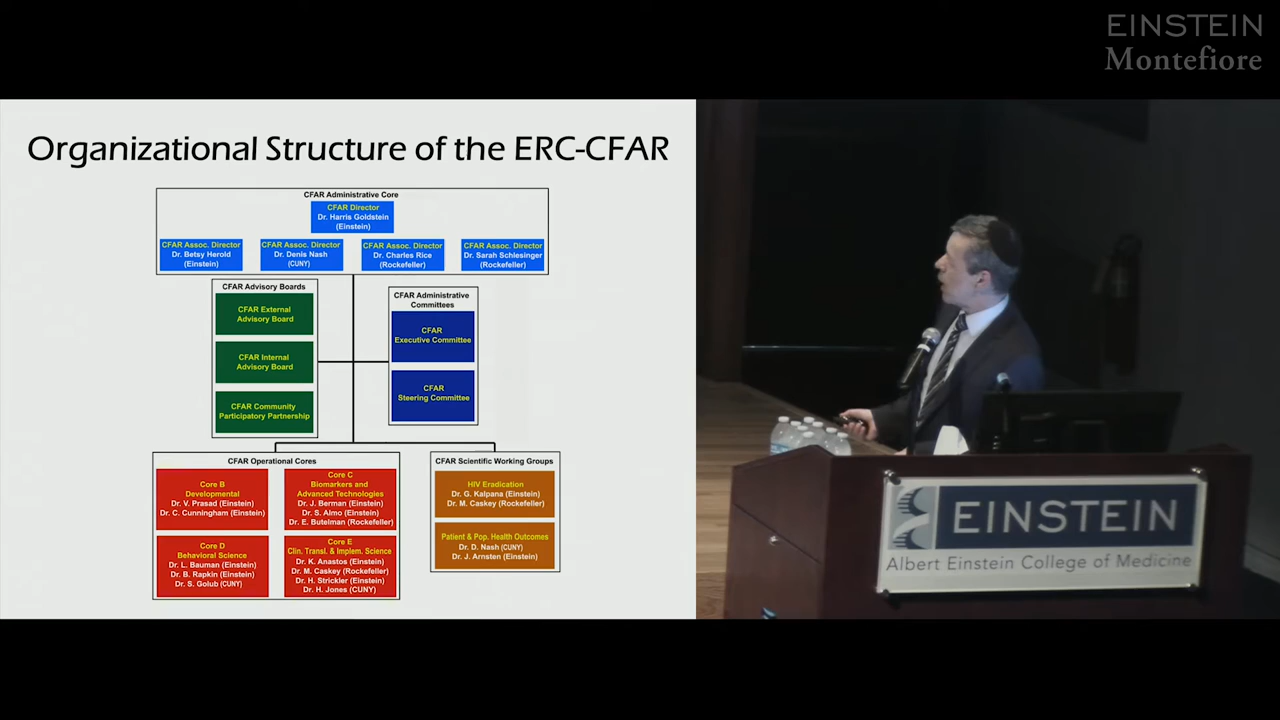 EINSTEIN
Montefiore
Organizational Structure of the ERC-CFAR
CFAR Administrative Core
CFAR Director
Dr. Harris Goldstein
(Einstein)
CFAR Assoc. Director
Dr. Betsy Herold
(Einstein)
CFAR Assoc. Director
Dr. Denis Nash
(CUNY)
CFAR Assoc. Director
Dr. Charles Rice
(Rockefeller)
CFAR Assoc. Director
Dr. Sarah Schlesinger
(Rockefeller)
CFAR Advisory Boards
CFAR External
Advisory Board
CFAR Internal
Advisory Board
CFAR Community
Participatory Partnership
CFAR Administrative
Committees
CFAR
Executive Committee
CFAR
Steering Committee
CFAR Operational Cores
Core B
Developmental
Dr. V. Prasad (Einstein)
Dr. C. Cunningham (Einstein)
Core C
Biomarkers and
Advanced Technologies
Dr. J. Berman (Einstein)
Dr. S. Almo (Einstein)
Dr. E. Butelman (Rockefeller)
Core D
Behavioral Science
Dr. L. Bauman (Einstein)
Dr. B. Rapkin (Einstein)
Dr. S. Golub (CUNY)
Core E
Clin. Transl. & Implem. Science
Dr. K. Anastos (Einstein)
Dr. M. Caskey (Rockefeller)
Dr. H. Strickler (Einstein)
Dr. H. Jones (CUNY)
CFAR Scientific Working Groups
HIV Eradication
Dr. G. Kalpana (Einstein)
Dr. M. Caskey (Rockefeller)
Patient & Pop. Health Outcomes
Dr. D. Nash (CUNY)
Dr. J. Arnsten (Einstein)
EINSTEIN
Albert Einstein College of Medicine